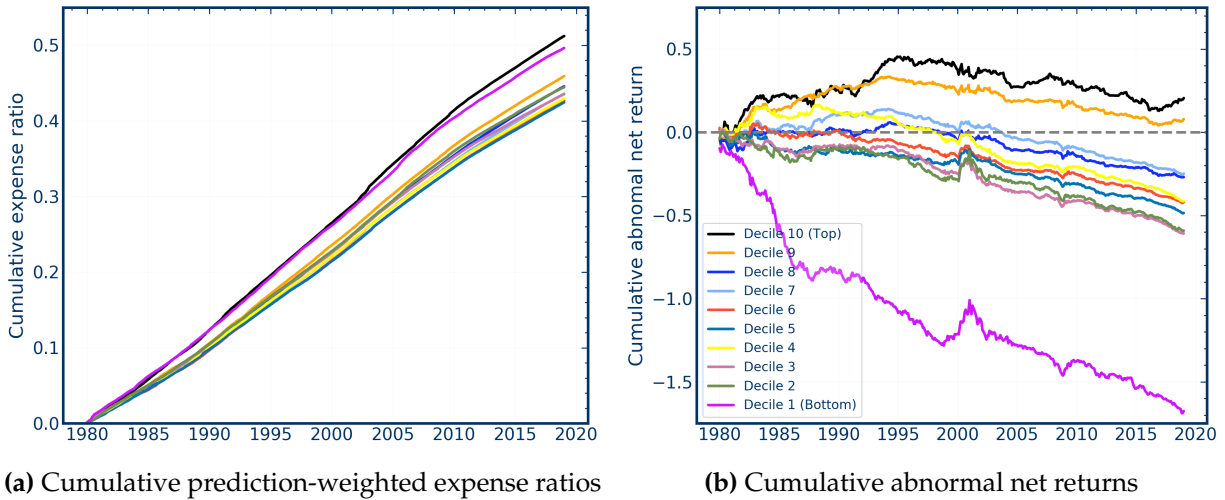 Cumulative expense ratio
0.5
0.4
0.3
0.2
0.1
0.0
1980 1985 1990 1995 2000 2005 2010 2015 2020
(a) Cumulative prediction-weighted expense ratios
Cumulative abnomal net return
0.5
0.0
−0.5
−1.0
−1.5
Decile 10 (Top)
Decile 9
Decile 8
Decile 7
Decile 6
Decile 5
Decile 4
Decile 3
Decile 2
Decile 1 (Bottom)
1980 1985 1990 1995 2000 2005 2010 2015 2020
(b) Cumulative abnormal net returns